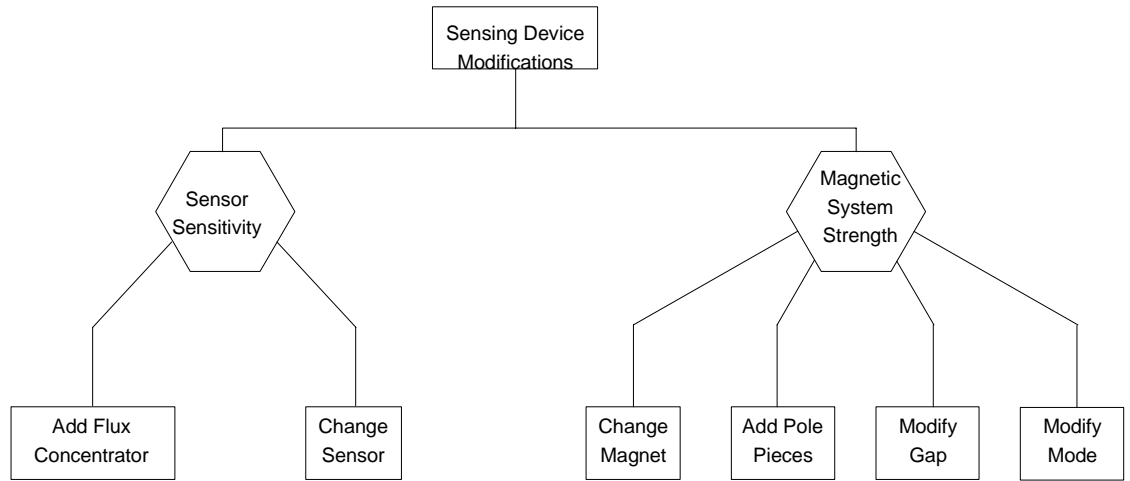 Sensing Device
Modifications
Sensor
Sensitivity
Magnetic
System
Strength
Add Flux
Concentrator
Change
Sensor
Change
Magnet
Add Pole
Pieces
Modify
Gap
Modify
Mode